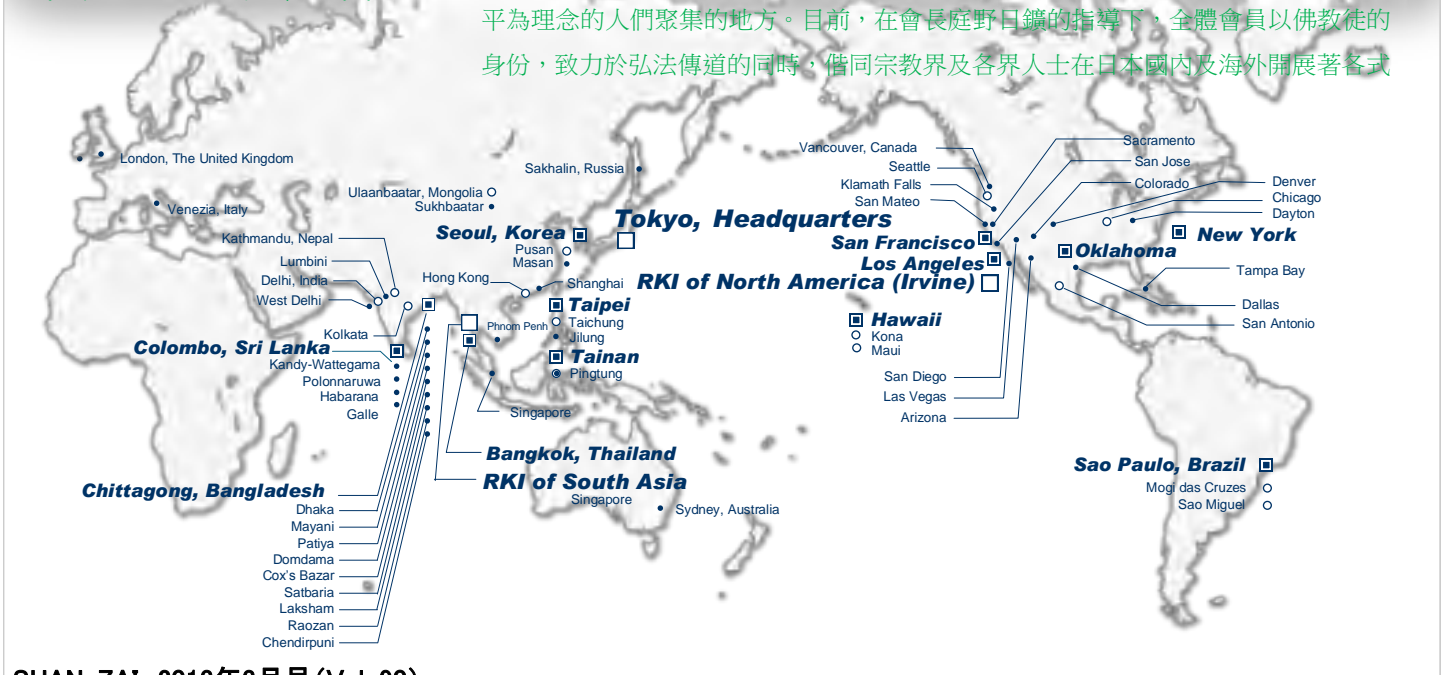 平為理念的人們聚集的地方。目前，在會長庭野日鑛的指導下，全體會員以佛教徒的
身份，致力於弘法傳道的同時，偕同宗教界及各界人士在日本國內及海外開展著各式
London, The United Kingdom
Venezia, Italy
Ulaanbaatar, Mongolia
Sukhbaatar
Sakhalin, Russia
Tokyo, Headquarters
Seoul, Korea
Pusan
Masan
Kathmandu, Nepal
Lumbini
Delhi, India
West Delhi
Kolkata
Hong Kong
Shanghai
Taipei
Taichung
Jilung
Tainan
Pingtung
Phnom Penh
Colombo, Sri Lanka
Kandy-Wattegama
Polonnaruwa
Habarana
Galle
Singapore
Bangkok, Thailand
RKI of South Asia
Singapore
Sydney, Australia
Chittagong, Bangladesh
Dhaka
Mayani
Patiya
Domdama
Cox's Bazar
Satbaria
Laksham
Raozan
Chendirpuni
Vancouver, Canada
Seattle
Klamath Falls
San Mateo
San Francisco
Los Angeles
RKI of North America (Irvine)
Hawaii
Kona
Maui
San Diego
Las Vegas
Arizona
Sacramento
San Jose
Colorado
Denver
Chicago
Dayton
New York
Oklahoma
Tampa Bay
Dallas
San Antonio
Sao Paulo, Brazil
Mogi das Cruzes
Sao Miguel